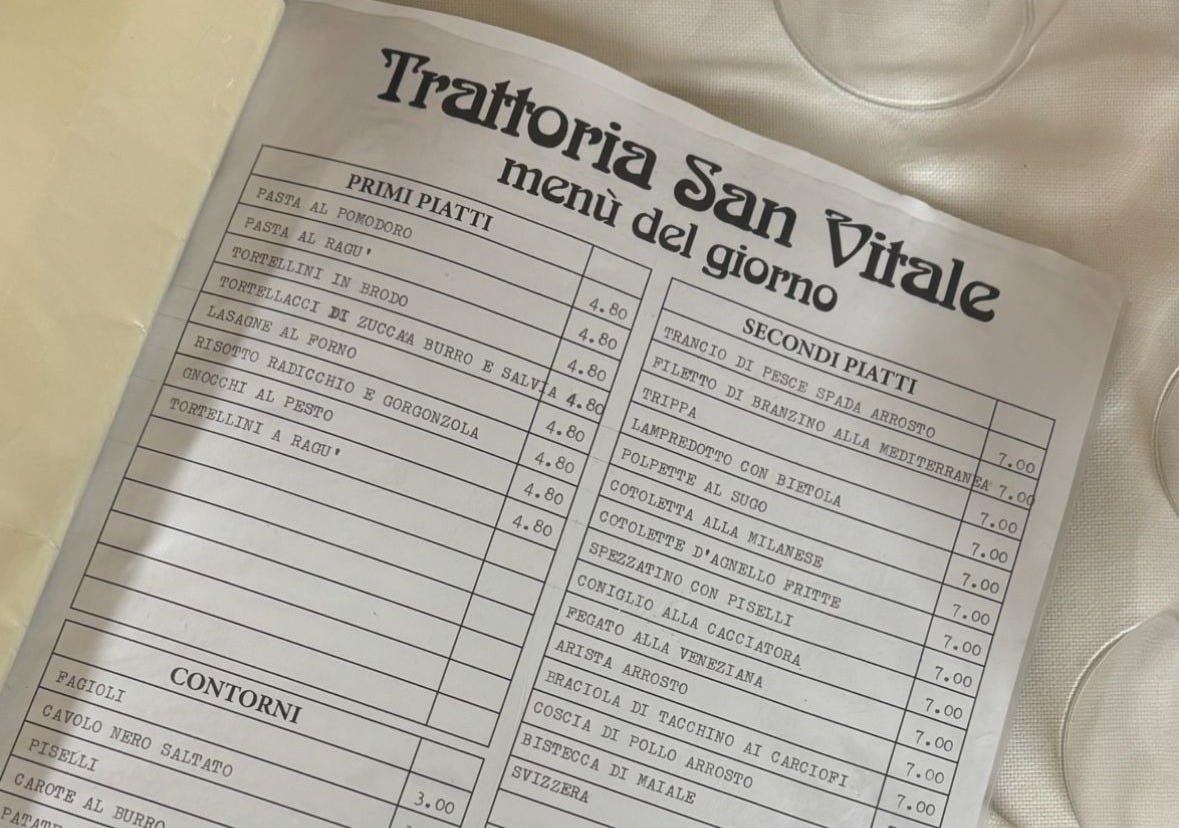 Trattoria San Vitale
menù del giorno
PRIMI PIATTI
PASTA AL POMODORO 4.80
PASTA AL RAGU' 4.80
TORTELLINI IN BRODO 4.80
TORTELLACCI DI ZUCCAA BURRO E SALVIA 4.80
LASAGNE AL FORNO 4.80
RISOTTO RADICCHIO E GORGONZOLA 4.80
GNOCCHI AL PESTO 4.80
TORTELLINI A RAGU' 4.80
CONTORNI
FAGIOLI 3.00
CAVOLO NERO SALTATO
PISELLI
CAROTE AL BURRO
SECONDI PIATTI
TRANCIO DI PESCE SPADA ARROSTO 7.00
FILETTO DI BRANZINO ALLA MEDITERRANEA 7.00
TRIPPA 7.00
LAMPREDOTTO CON BIETOLA 7.00
POLPETTE AL SUGO 7.00
COTOLETTA ALLA MILANESE 7.00
COTOLETTE D'AGNELLO FRITTE 7.00
SPEZZATINO CON PISELLI 7.00
CONIGLIO ALLA CACCIATORA 7.00
FEGATO ALLA VENEZIANA 7.00
ARISTA ARROSTO 7.00
BRACIOLA DI TACCHINO AI CARCIOFI 7.00
COSCIA DI POLLO ARROSTO
BISTECCA DI MAIALE
SVIZZERA